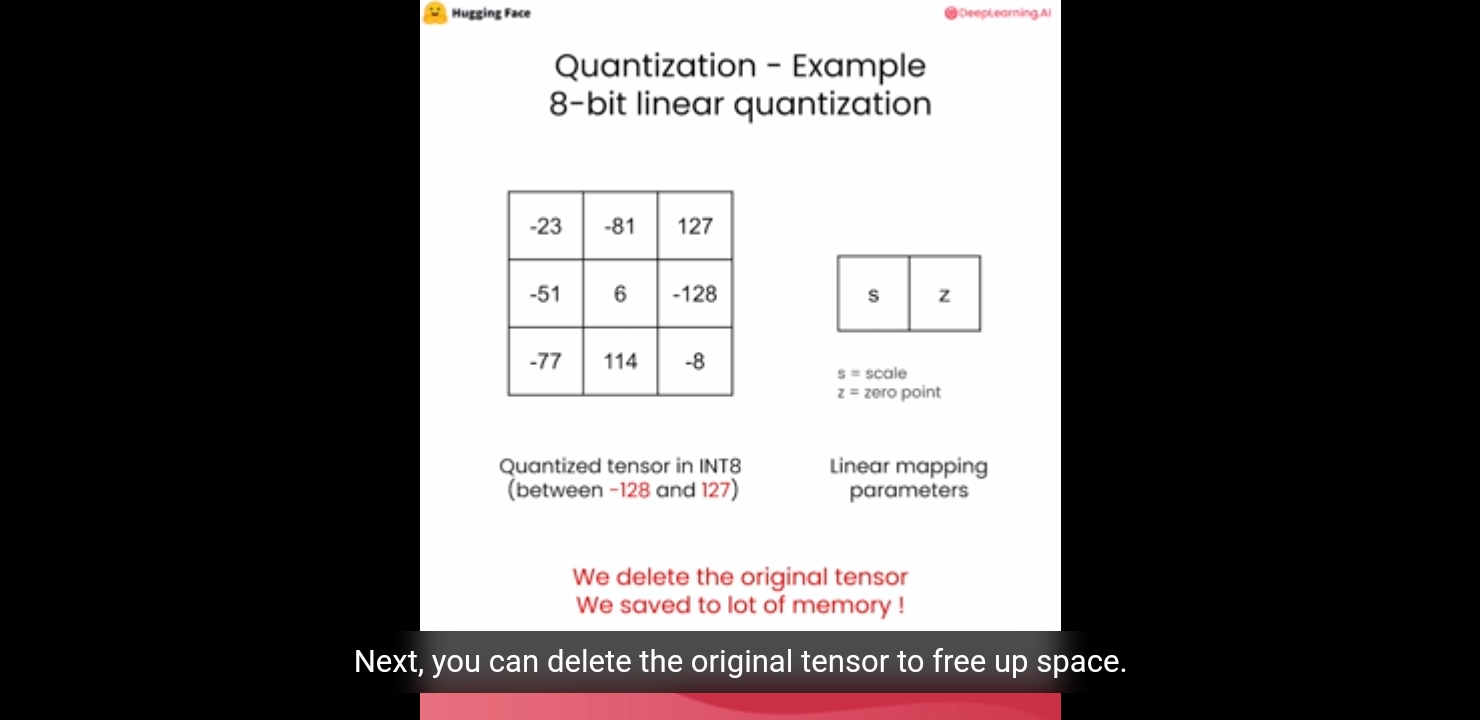 Hugging Face
DeepLearning.AI
Quantization - Example
8-bit linear quantization
-23 -81 127
-51 6 -128
-77 114 -8
s z
s = scale
z = zero point
Quantized tensor in INT8
(between -128 and 127)
Linear mapping
parameters
We delete the original tensor
We saved to lot of memory !
Next, you can delete the original tensor to free up space.